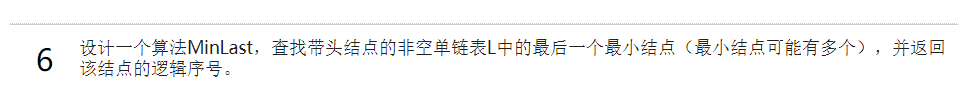 6
设计一个算法MinLast，查找带头结点的非空单链表L中的最后一个最小结点（最小结点可能有多个），并返回
该结点的逻辑序号。